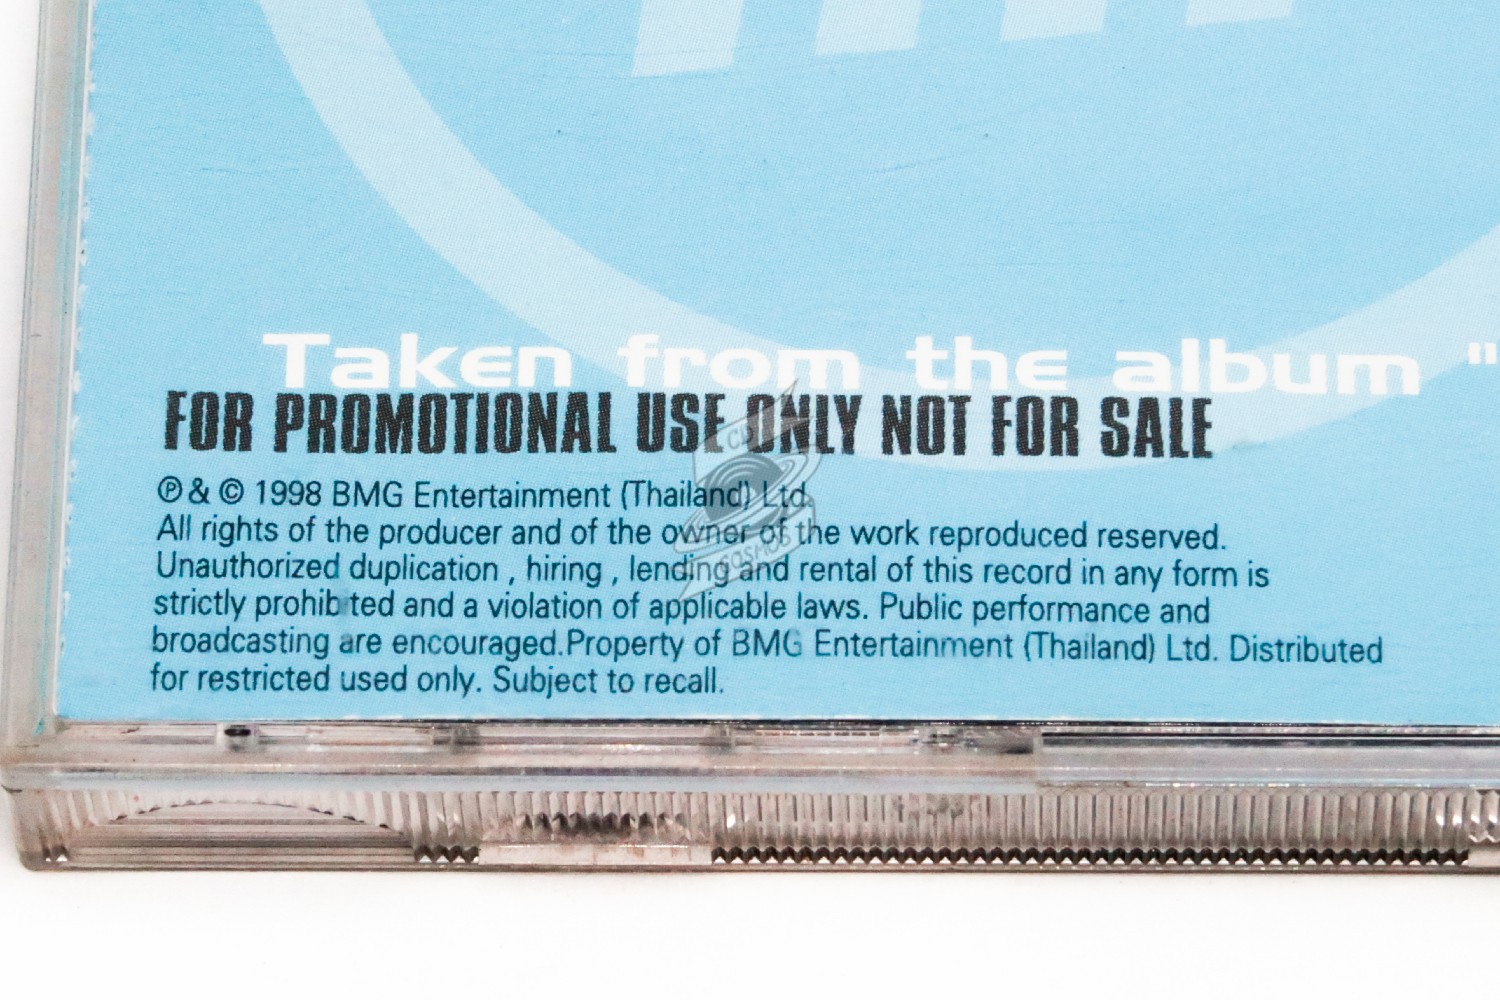 Taken from the album "
FOR PROMOTIONAL USE ONLY NOT FOR SALE
℗ & © 1998 BMG Entertainment (Thailand) Ltd.
All rights of the producer and of the owner of the work reproduced reserved.
Unauthorized duplication , hiring , lending and rental of this record in any form is
strictly prohibited and a violation of applicable laws. Public performance and
broadcasting are encouraged.Property of BMG Entertainment (Thailand) Ltd. Distributed
for restricted used only. Subject to recall.
CD
COSMOS